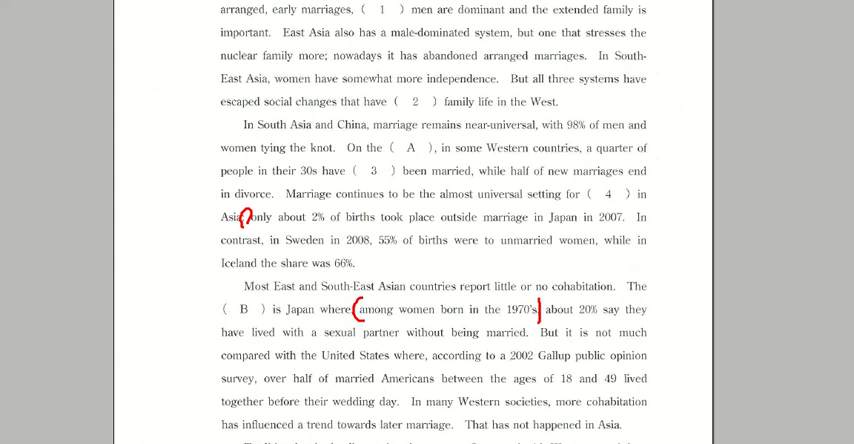 arranged, early marriages, ( 1 ) men are dominant and the extended family is
important. East Asia also has a male-dominated system, but one that stresses the
nuclear family more; nowadays it has abandoned arranged marriages. In South-
East Asia, women have somewhat more independence. But all three systems have
escaped social changes that have ( 2 ) family life in the West.
In South Asia and China, marriage remains near-universal, with 98% of men and
women tying the knot. On the ( A ), in some Western countries, a quarter of
people in their 30s have ( 3 ) been married, while half of new marriages end
in divorce. Marriage continues to be the almost universal setting for ( 4 ) in
Asia: only about 2% of births took place outside marriage in Japan in 2007. In
contrast, in Sweden in 2008, 55% of births were to unmarried women, while in
Iceland the share was 66%.
Most East and South-East Asian countries report little or no cohabitation. The
( B ) is Japan where, among women born in the 1970's, about 20% say they
have lived with a sexual partner without being married. But it is not much
compared with the United States where, according to a 2002 Gallup public opinion
survey, over half of married Americans between the ages of 18 and 49 lived
together before their wedding day. In many Western societies, more cohabitation
has influenced a trend towards later marriage. That has not happened in Asia.